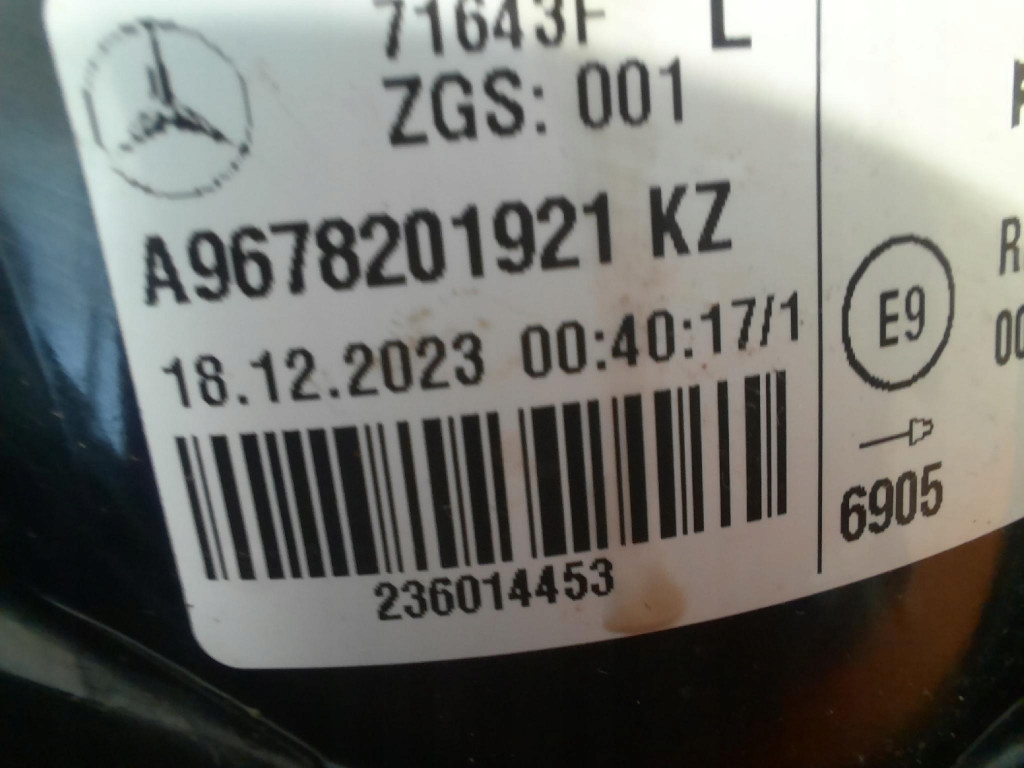 71643F L
ZGS: 001
A9678201921 KZ
18.12.2023 00:40:17/1
236014453
E9
6905